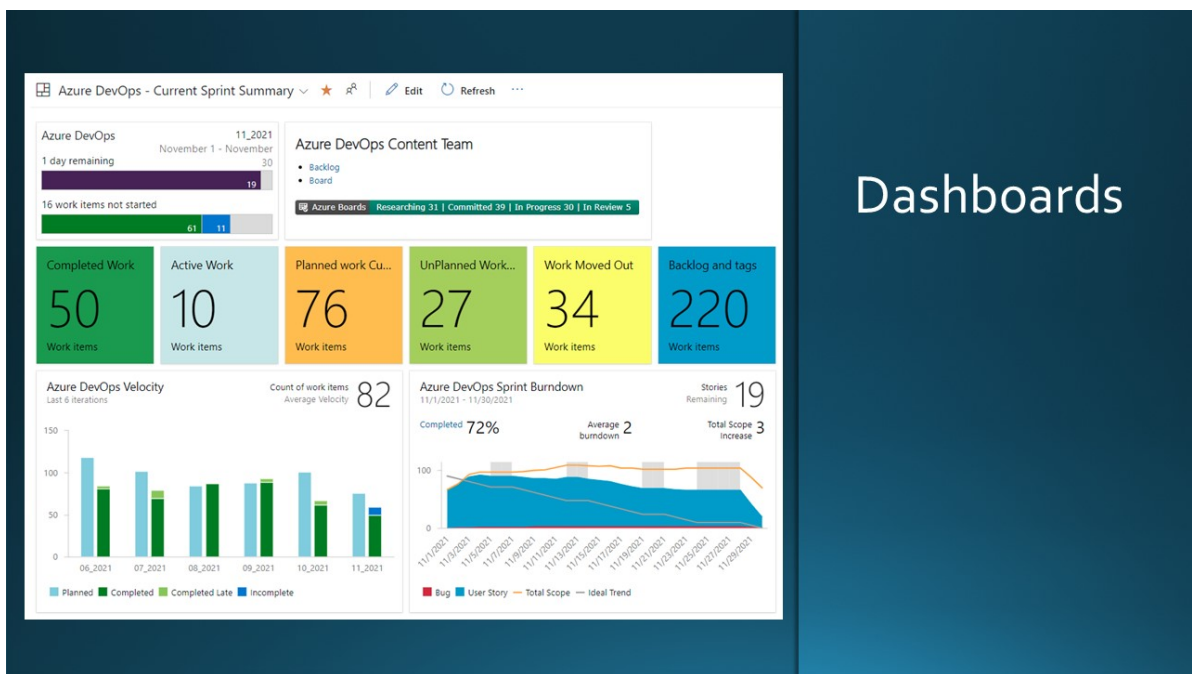 Dashboards
Azure DevOps - Current Sprint Summary
Edit
Refresh
Azure DevOps
11_2021
November 1 - November
30
1 day remaining
19
16 work items not started
61
11
Azure DevOps Content Team
• Backlog
• Board
Azure Boards Researching 31 | Committed 39 | In Progress 30 | In Review 5
Completed Work
50
Work items
Active Work
10
Work items
Planned work Cu...
76
Work items
UnPlanned Work...
27
Work items
Work Moved Out
34
Work items
Backlog and tags
220
Work items
Azure DevOps Velocity
Last 6 iterations
Count of work items
Average Velocity
82
150
100
50
0
06_2021
07_2021
08_2021
09_2021
10_2021
11_2021
Planned
Completed
Completed Late
Incomplete
Azure DevOps Sprint Burndown
11/1/2021 - 11/30/2021
Stories
Remaining
19
Completed 72%
Average
burndown
2
Total Scope
Increase
3
100
0
11/1/2021
11/3/2021
11/5/2021
11/7/2021
11/9/2021
11/11/2021
11/13/2021
11/15/2021
11/17/2021
11/19/2021
11/21/2021
11/23/2021
11/25/2021
11/27/2021
11/29/2021
Bug
User Story
Total Scope
Ideal Trend